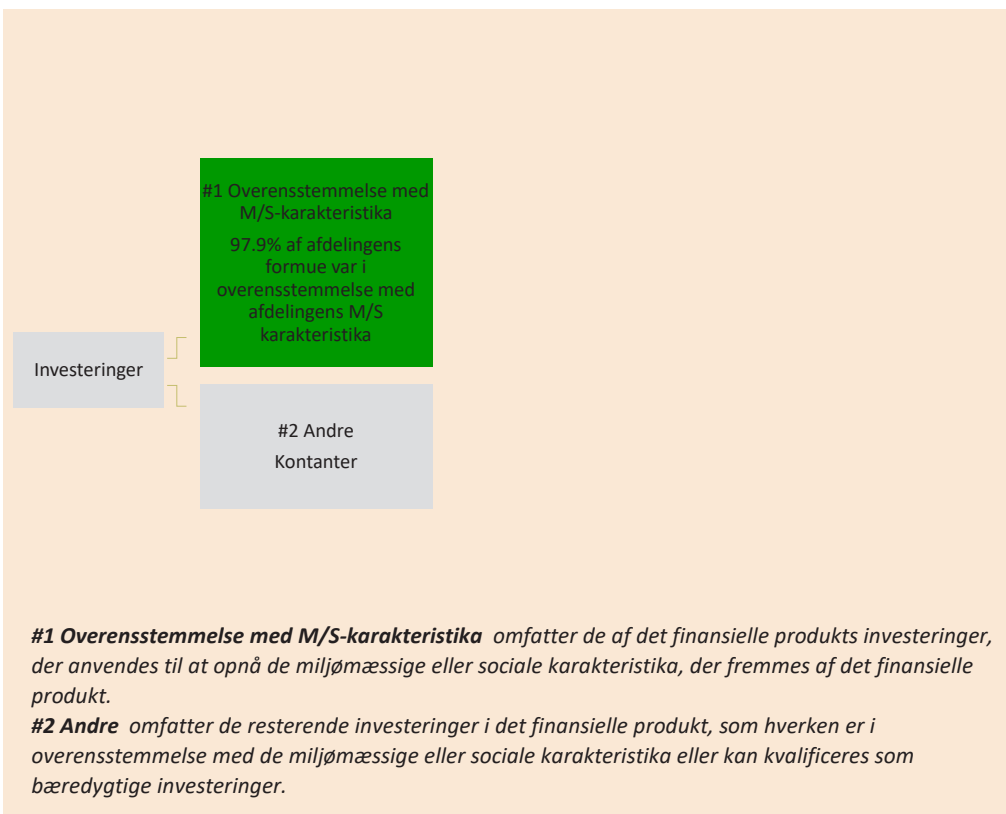 #1 Overensstemmelse med
M/S-karakteristika
97.9% af afdelingens
formue var i
overensstemmelse med
afdelingens M/S
karakteristika
Investeringer
#2 Andre
Kontanter
#1 Overensstemmelse med M/S-karakteristika omfatter de af det finansielle produkts investeringer,
der anvendes til at opnå de miljømæssige eller sociale karakteristika, der fremmes af det finansielle
produkt.
#2 Andre omfatter de resterende investeringer i det finansielle produkt, som hverken er i
overensstemmelse med de miljømæssige eller sociale karakteristika eller kan kvalificeres som
bæredygtige investeringer.